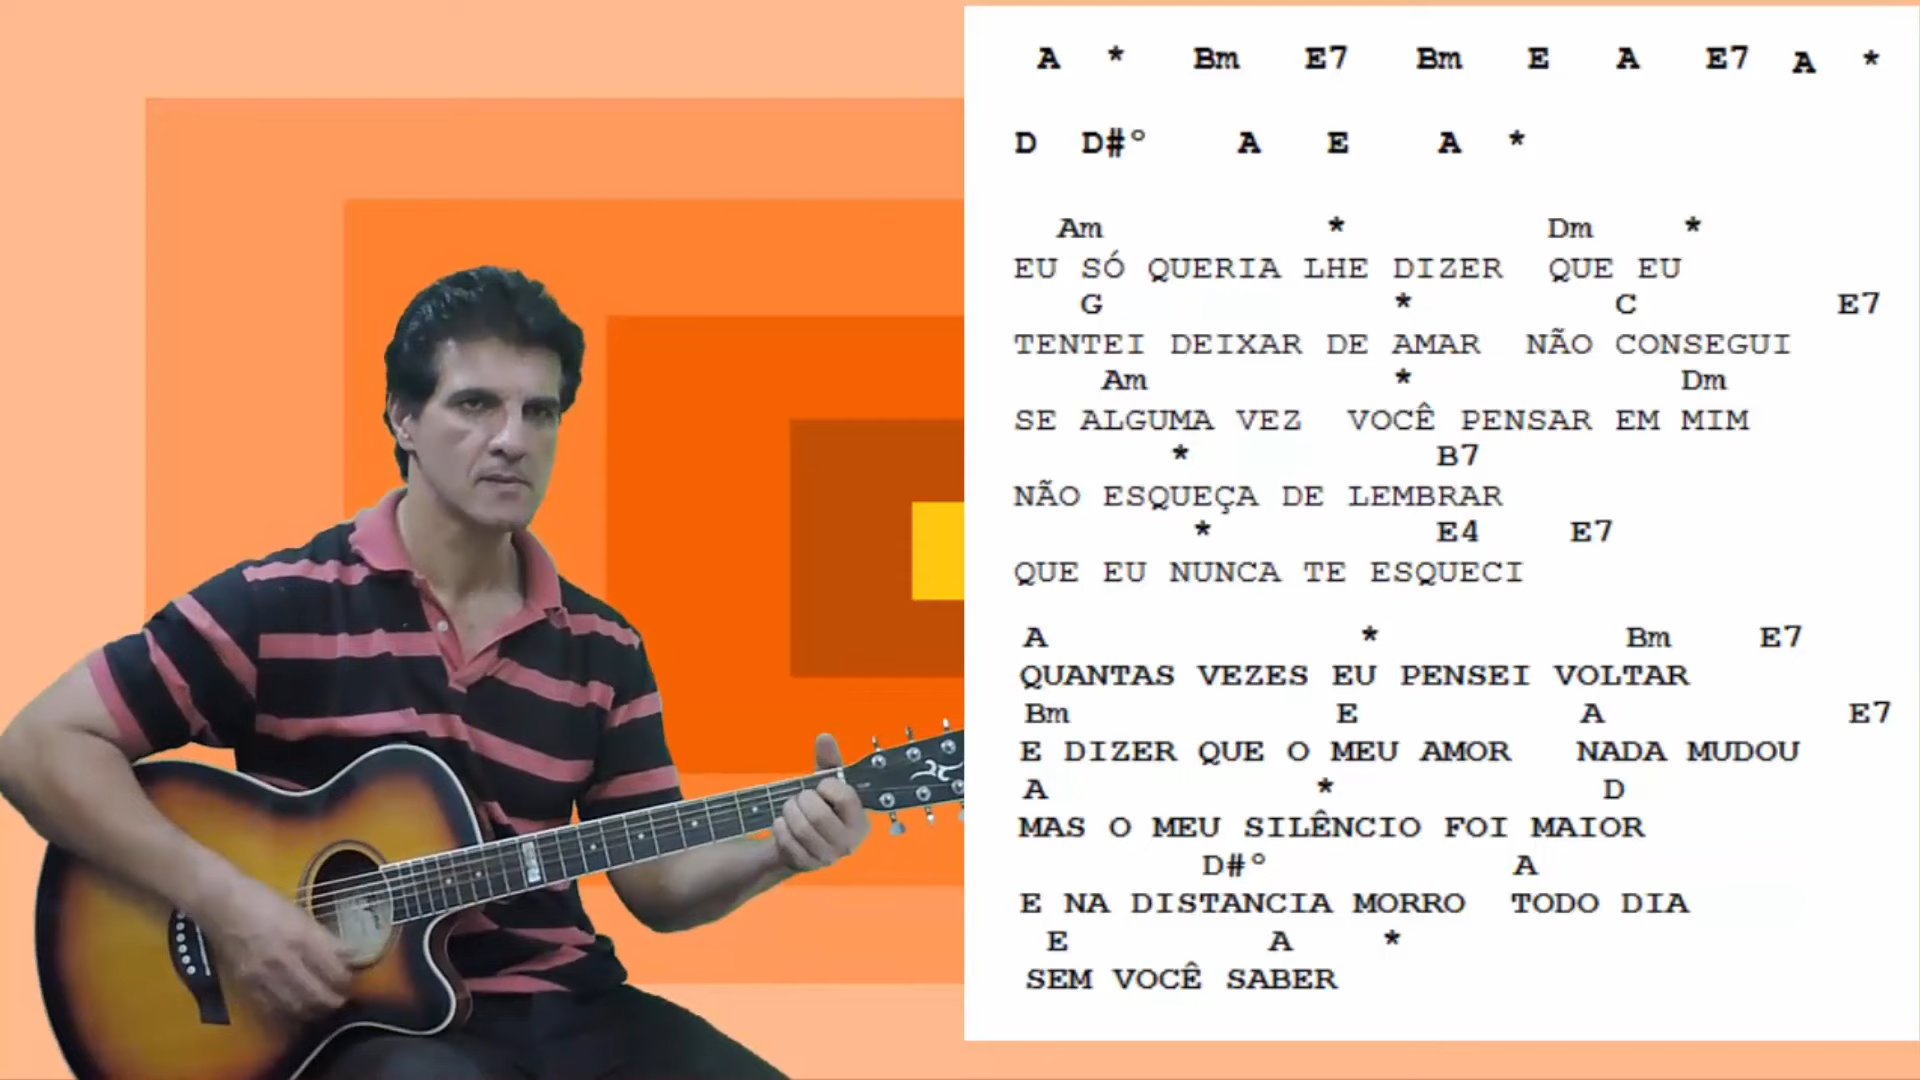 A * Bm E7 Bm E A E7 A *
D D#º A E A *
Am * Dm *
EU SÓ QUERIA LHE DIZER QUE EU
G * C E7
TENTEI DEIXAR DE AMAR NÃO CONSEGUI
Am * Dm
SE ALGUMA VEZ VOCÊ PENSAR EM MIM
* B7
NÃO ESQUEÇA DE LEMBRAR
* E4 E7
QUE EU NUNCA TE ESQUECI
A * Bm E7
QUANTAS VEZES EU PENSEI VOLTAR
Bm E A E7
E DIZER QUE O MEU AMOR NADA MUDOU
A * D
MAS O MEU SILÊNCIO FOI MAIOR
D#º A
E NA DISTANCIA MORRO TODO DIA
E A *
SEM VOCÊ SABER